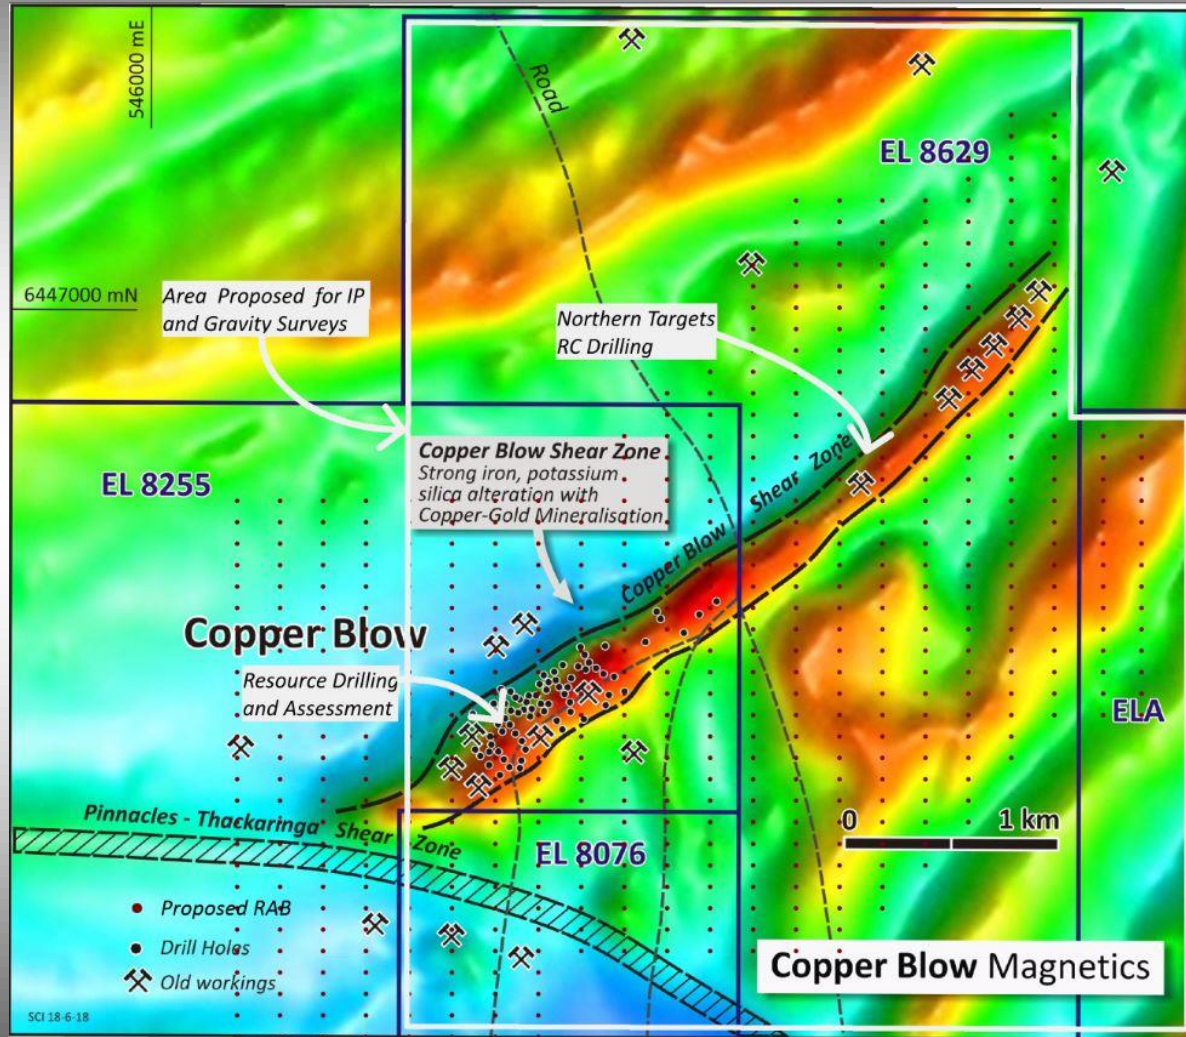 546000 mE
Road
EL 8629
6447000 mN
Area Proposed for IP
and Gravity Surveys
Northern Targets
RC Drilling
Copper Blow Shear Zone
Strong iron, potassium
silica alteration with
Copper-Gold Mineralisation
EL 8255
Copper Blow Shear Zone
Copper Blow
Resource Drilling
and Assessment
ELA
Pinnacles - Thackaringa Shear Zone
0 1 km
EL 8076
Proposed RAB
Drill Holes
Old workings
Copper Blow Magnetics
SCI 18-6-18